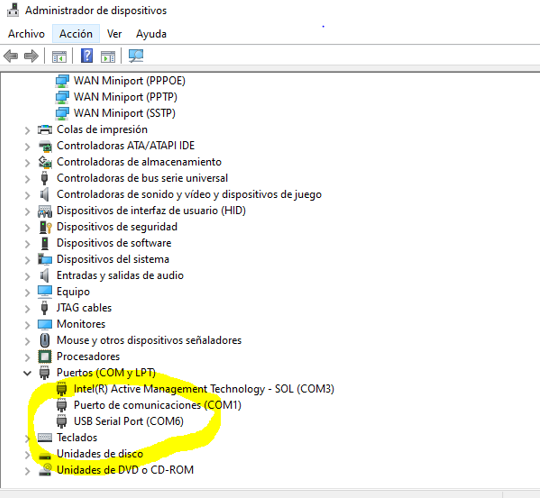 Administrador de dispositivos
Archivo Acción Ver Ayuda
WAN Miniport (PPPOE)
WAN Miniport (PPTP)
WAN Miniport (SSTP)
Colas de impresión
Controladoras ATA/ATAPI IDE
Controladoras de almacenamiento
Controladoras de bus serie universal
Controladoras de sonido y vídeo y dispositivos de juego
Dispositivos de interfaz de usuario (HID)
Dispositivos de seguridad
Dispositivos de software
Dispositivos del sistema
Entradas y salidas de audio
Equipo
JTAG cables
Monitores
Mouse y otros dispositivos señaladores
Procesadores
Puertos (COM y LPT)
Intel(R) Active Management Technology - SOL (COM3)
Puerto de comunicaciones (COM1)
USB Serial Port (COM6)
Teclados
Unidades de disco
Unidades de DVD o CD-ROM